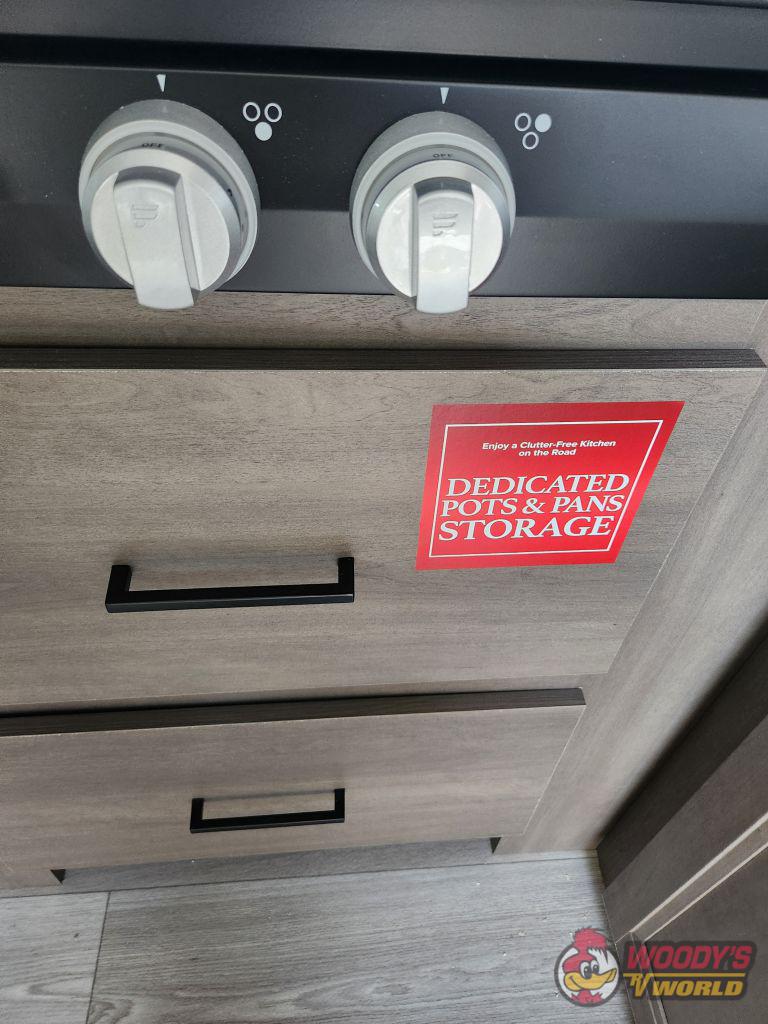 OFF
OFF
Enjoy a Clutter-Free Kitchen
on the Road
DEDICATED
POTS & PANS
STORAGE
WOODY'S
RV WORLD